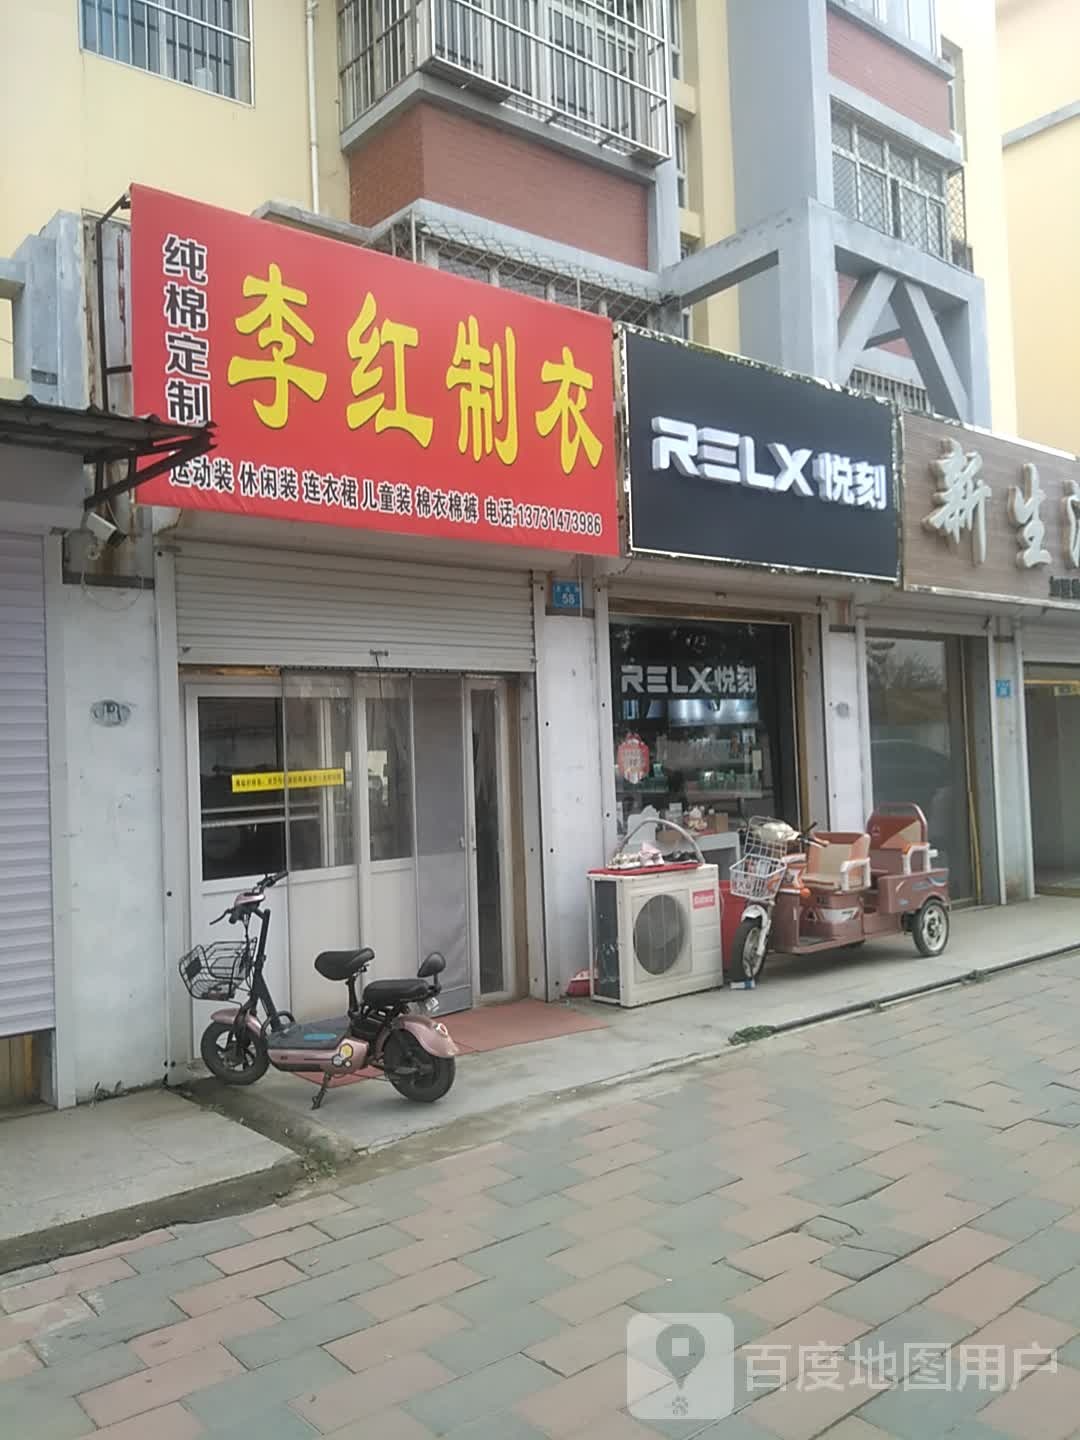 纯棉定制
李红制衣
运动装 休闲装 连衣裙 儿童装 棉衣棉裤 电话:13731473986
RELX悦刻
新生活
58
RELX悦刻
百度地图用户